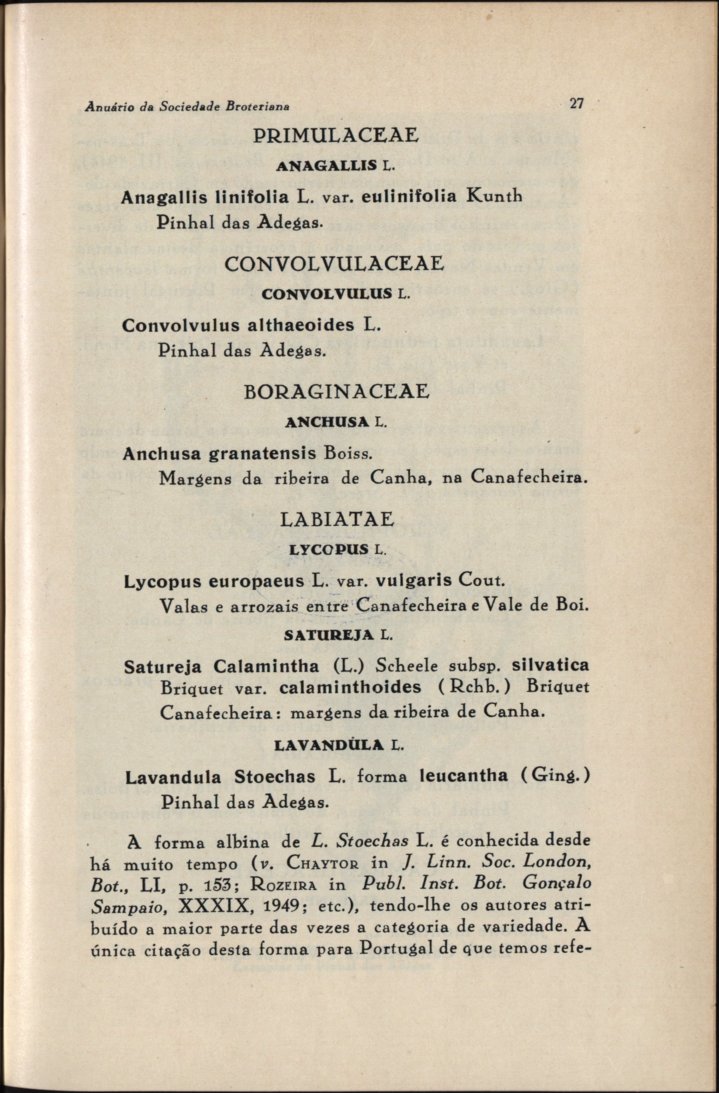 Anuário da Sociedade Broteriana 27
PRIMULACEAE
ANAGALLIS L.
Anagallis linifolia L. var. eulinifolia Kunth
Pinhal das Adegas.
CONVOLVULACEAE
CONVOLVULUS L.
Convolvulus althaeoides L.
Pinhal das Adegas.
BORAGINACEAE
ANCHUSA L.
Anchusa granatensis Boiss.
Margens da ribeira de Canha, na Canafecheira.
LABIATAE
LYCOPUS L.
Lycopus europaeus L. var. vulgaris Cout.
Valas e arrozais entre Canafecheira e Vale de Boi.
SATUREJA L.
Satureja Calamintha (L.) Scheele subsp. silvatica
Briquet var. calaminthoides (Rchb.) Briquet
Canafecheira: margens da ribeira de Canha.
LAVANDŬLA L.
Lavandula Stoechas L. forma leucantha (Ging.)
Pinhal das Adegas.
A forma albina de L. Stoechas L. é conhecida desde
há muito tempo (v. CHAYTOR in J. Linn. Soc. London,
Bot., LI, p. 153; ROZEIRA in Publ. Inst. Bot. Gonçalo
Sampaio, XXXIX, 1949; etc.), tendo-lhe os autores atri-
buído a maior parte das vezes a categoria de variedade. A
única citação desta forma para Portugal de que temos refe-